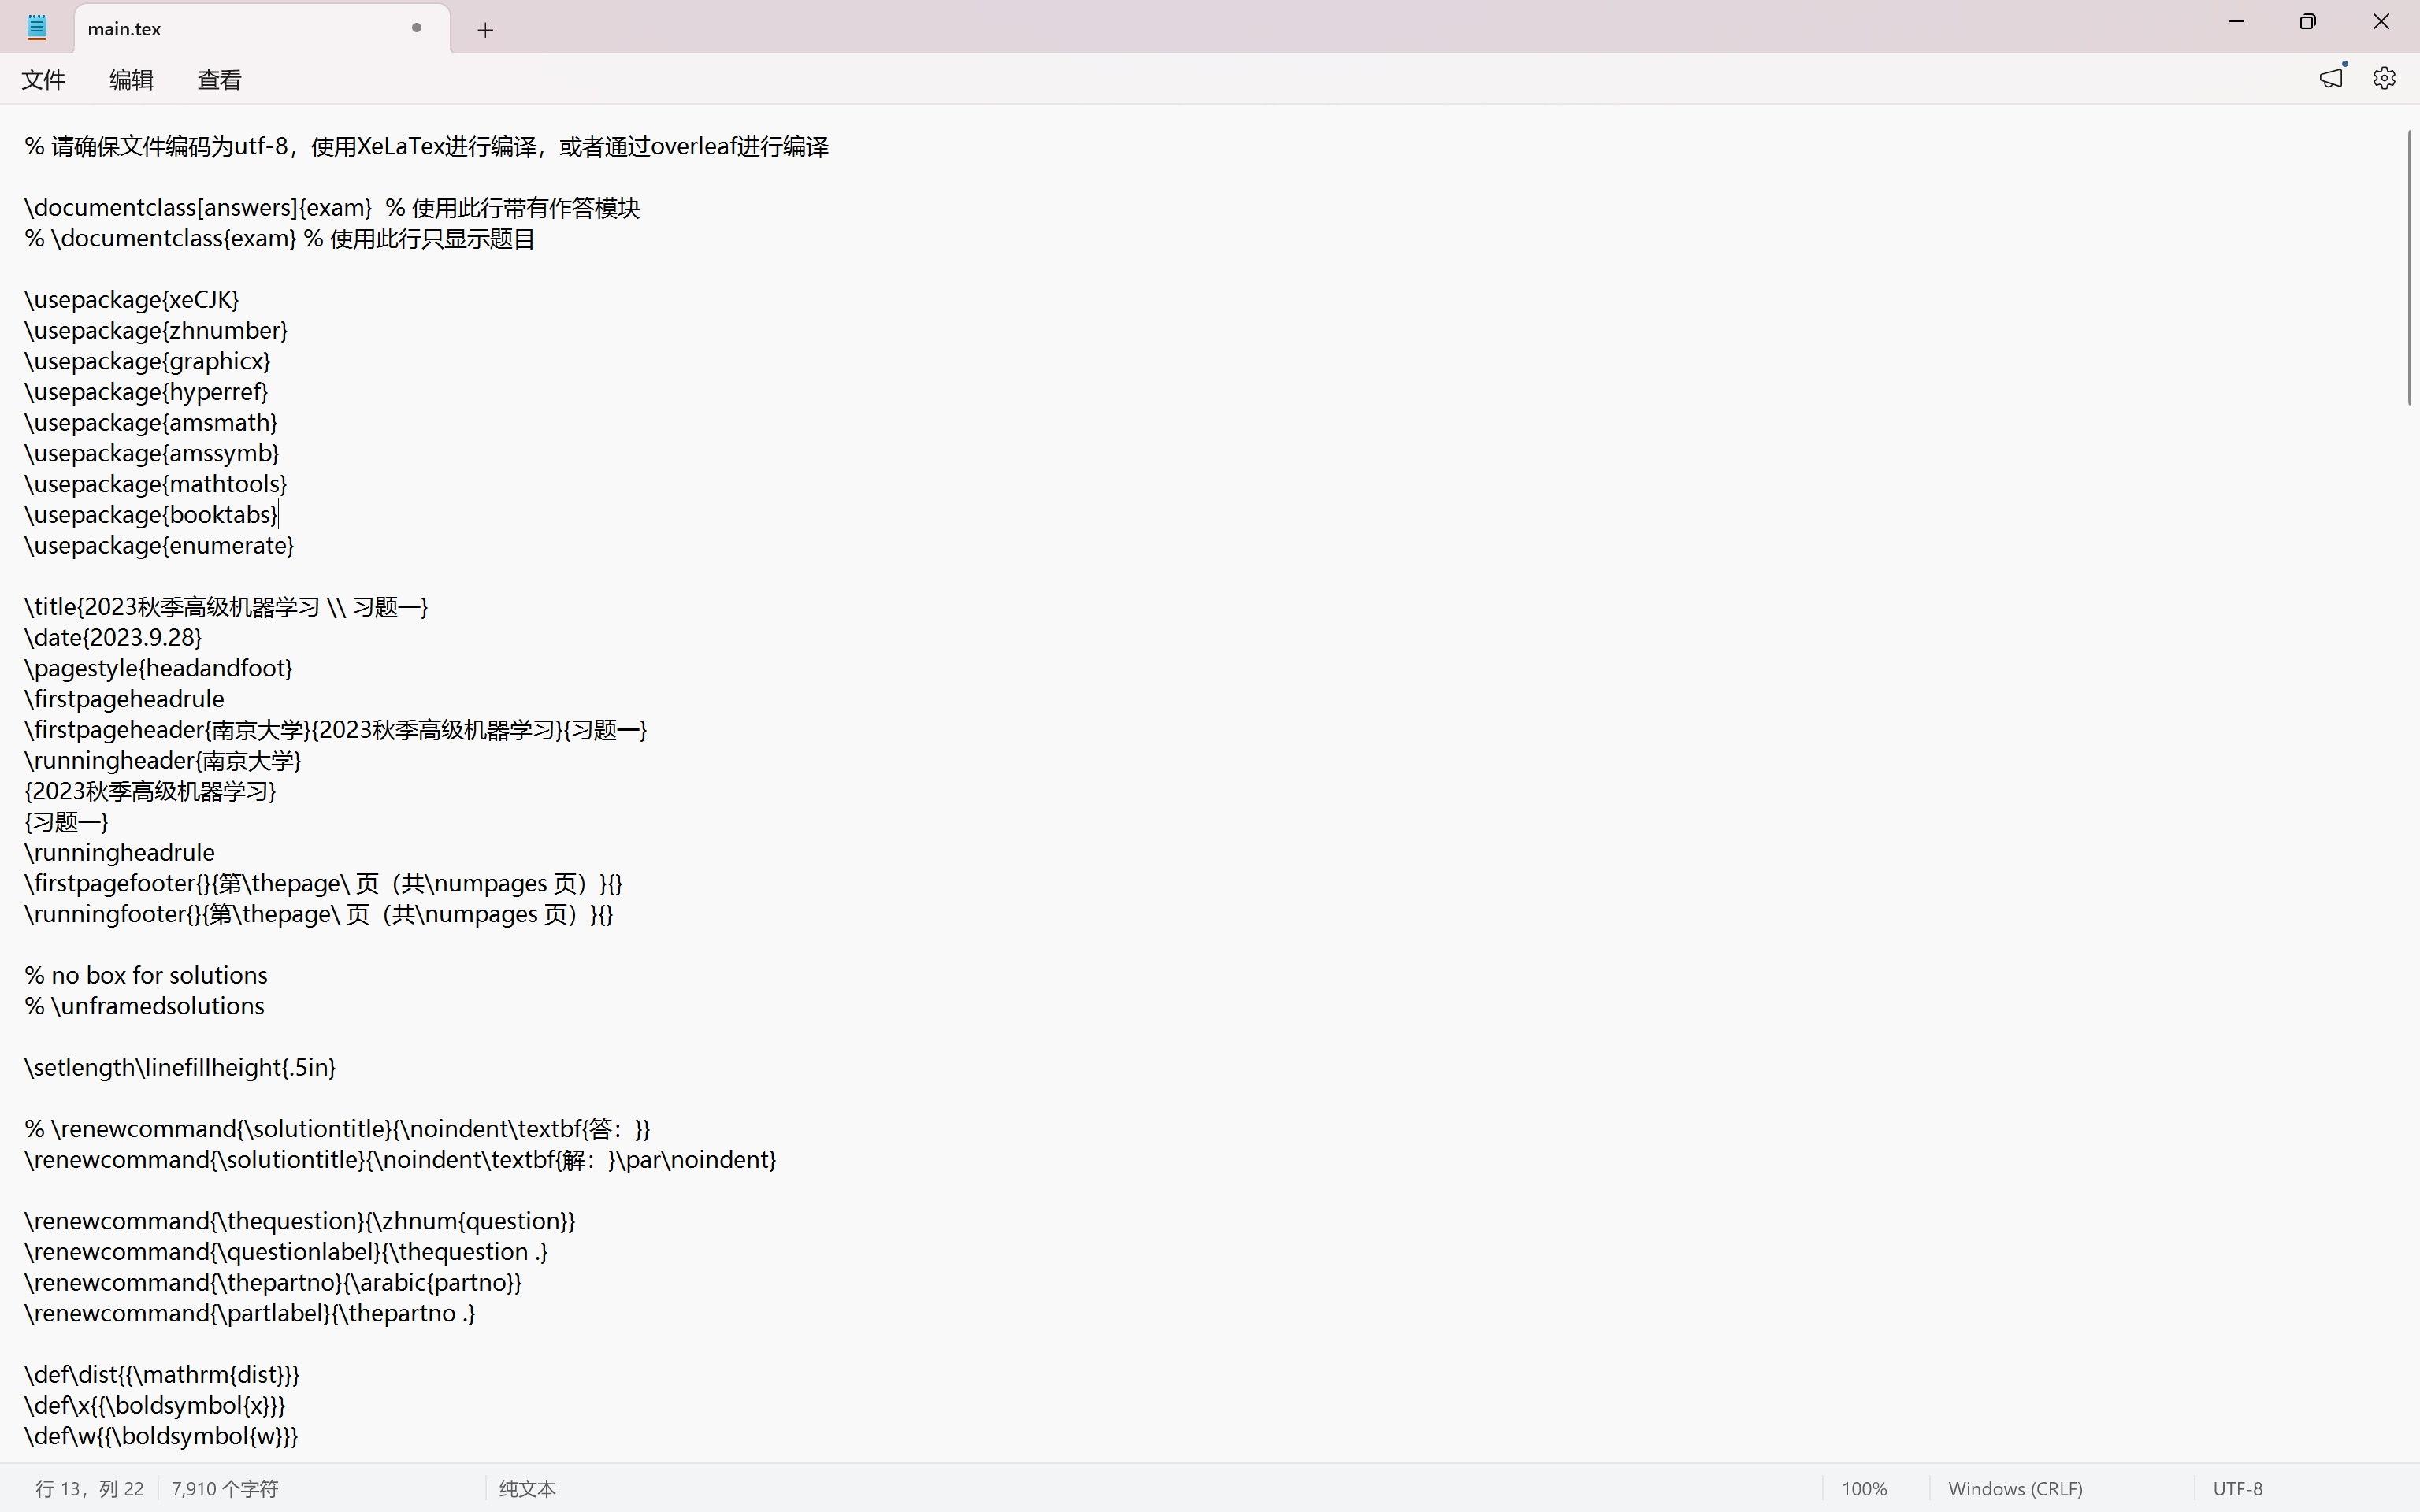 main.tex
文件 编辑 查看
% 请确保文件编码为utf-8，使用XeLaTex进行编译，或者通过overleaf进行编译
\documentclass[answers]{exam}  % 使用此行带有作答模块
% \documentclass{exam} % 使用此行只显示题目
\usepackage{xeCJK}
\usepackage{zhnumber}
\usepackage{graphicx}
\usepackage{hyperref}
\usepackage{amsmath}
\usepackage{amssymb}
\usepackage{mathtools}
\usepackage{booktabs}
\usepackage{enumerate}
\title{2023秋季高级机器学习 \\ 习题一}
\date{2023.9.28}
\pagestyle{headandfoot}
\firstpageheadrule
\firstpageheader{南京大学}{2023秋季高级机器学习}{习题一}
\runningheader{南京大学}
{2023秋季高级机器学习}
{习题一}
\runningheadrule
\firstpagefooter{}{第\thepage\ 页（共\numpages 页）}{}
\runningfooter{}{第\thepage\ 页（共\numpages 页）}{}
% no box for solutions
% \unframedsolutions
\setlength\linefillheight{.5in}
% \renewcommand{\solutiontitle}{\noindent\textbf{答：}}
\renewcommand{\solutiontitle}{\noindent\textbf{解：}\par\noindent}
\renewcommand{\thequestion}{\zhnum{question}}
\renewcommand{\questionlabel}{\thequestion .}
\renewcommand{\thepartno}{\arabic{partno}}
\renewcommand{\partlabel}{\thepartno .}
\def\dist{{\mathrm{dist}}}
\def\x{{\boldsymbol{x}}}
\def\w{{\boldsymbol{w}}}
行 13，列 22 7,910 个字符 纯文本 100% Windows (CRLF) UTF-8